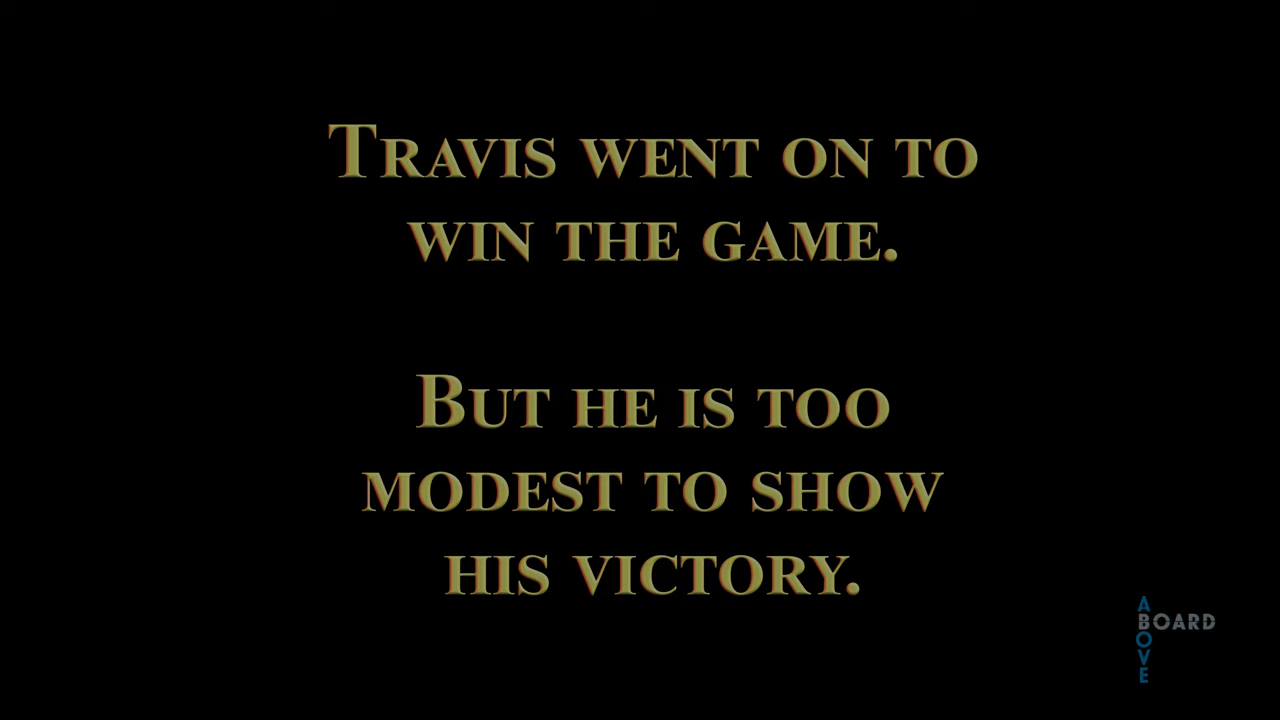 Travis went on to
win the game.
But he is too
modest to show
his victory.
ABOVE
BOARD